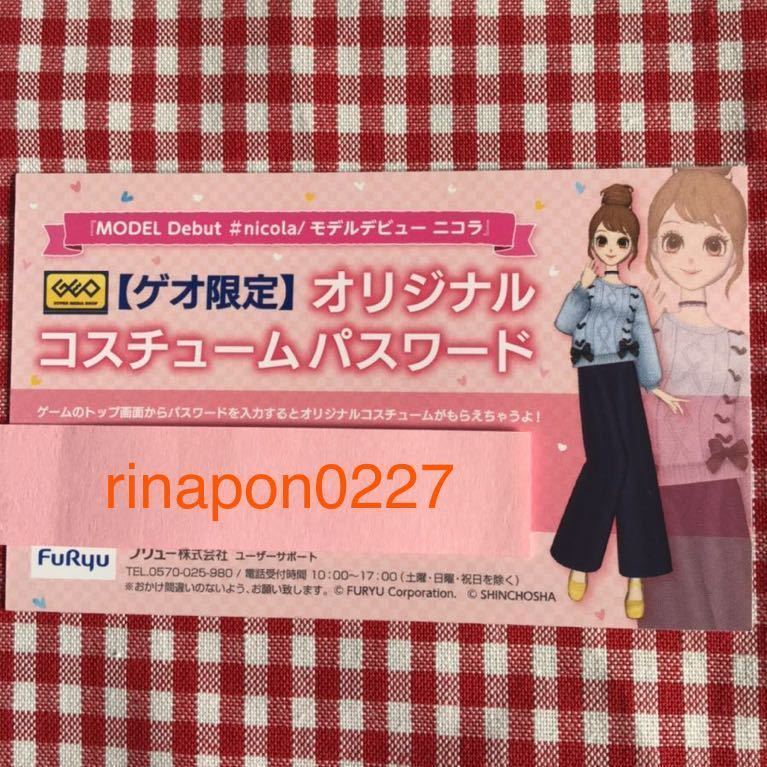 『MODEL Debut #nicola/ モデルデビュー ニコラ』
GEO SUPER MEDIA SHOP 【ゲオ限定】オリジナル
コスチュームパスワード
ゲームのトップ画面からパスワードを入力するとオリジナルコスチュームがもらえちゃうよ!
rinapon0227
FuRyu フリュー株式会社 ユーザーサポート
TEL.0570-025-980 / 電話受付時間 10:00~17:00(土曜・日曜・祝日を除く)
※おかけ間違いのないよう、お願い致します。 © FURYU Corporation. © SHINCHOSHA